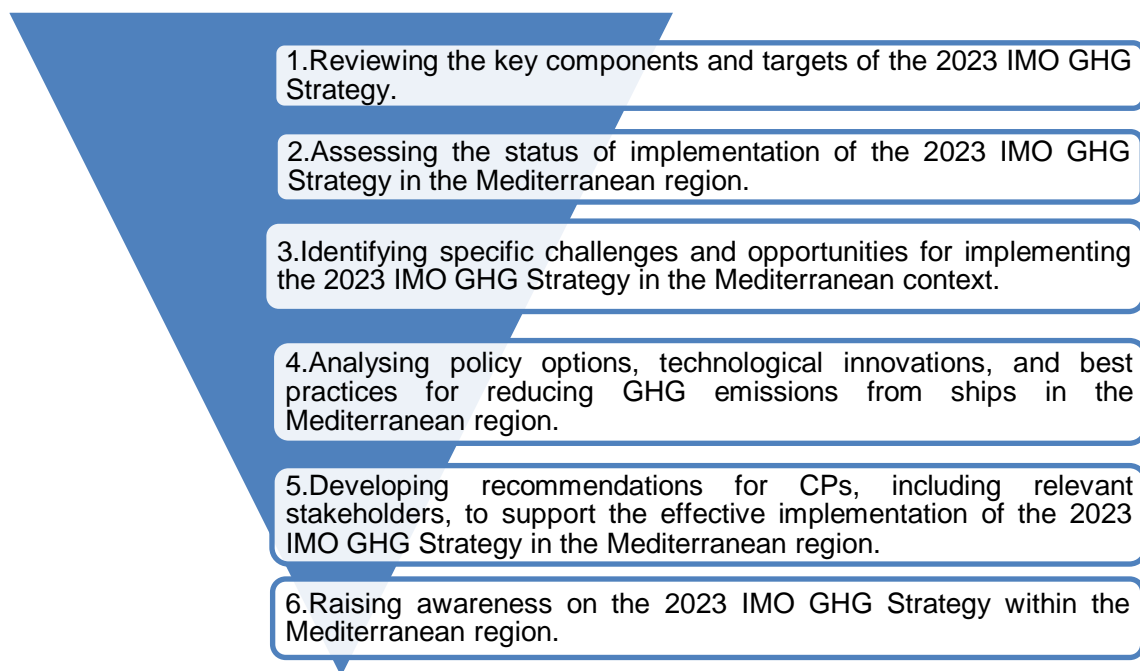 1.Reviewing the key components and targets of the 2023 IMO GHG
Strategy.
2.Assessing the status of implementation of the 2023 IMO GHG
Strategy in the Mediterranean region.
3.Identifying specific challenges and opportunities for implementing
the 2023 IMO GHG Strategy in the Mediterranean context.
4.Analysing policy options, technological innovations, and best
practices for reducing GHG emissions from ships in the
Mediterranean region.
5.Developing recommendations for CPs, including relevant
stakeholders, to support the effective implementation of the 2023
IMO GHG Strategy in the Mediterranean region.
6.Raising awareness on the 2023 IMO GHG Strategy within the
Mediterranean region.